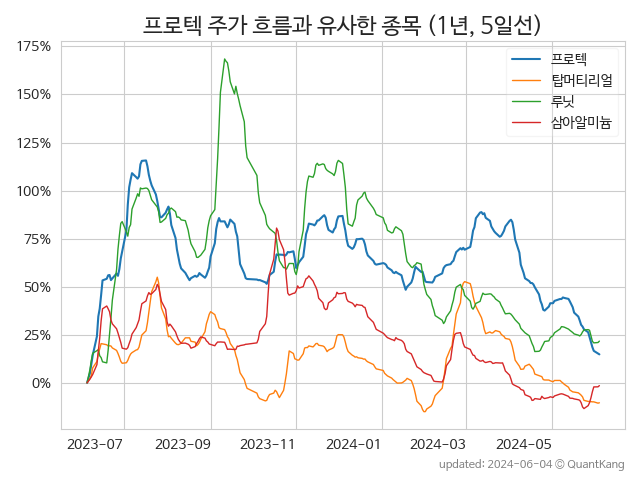 프로텍 주가 흐름과 유사한 종목 (1년, 5일선)
175%
150%
125%
100%
75%
50%
25%
0%
프로텍
탑머티리얼
루닛
삼아알미늄
2023-07 2023-09 2023-11 2024-01 2024-03 2024-05
updated: 2024-06-04 © QuantKang